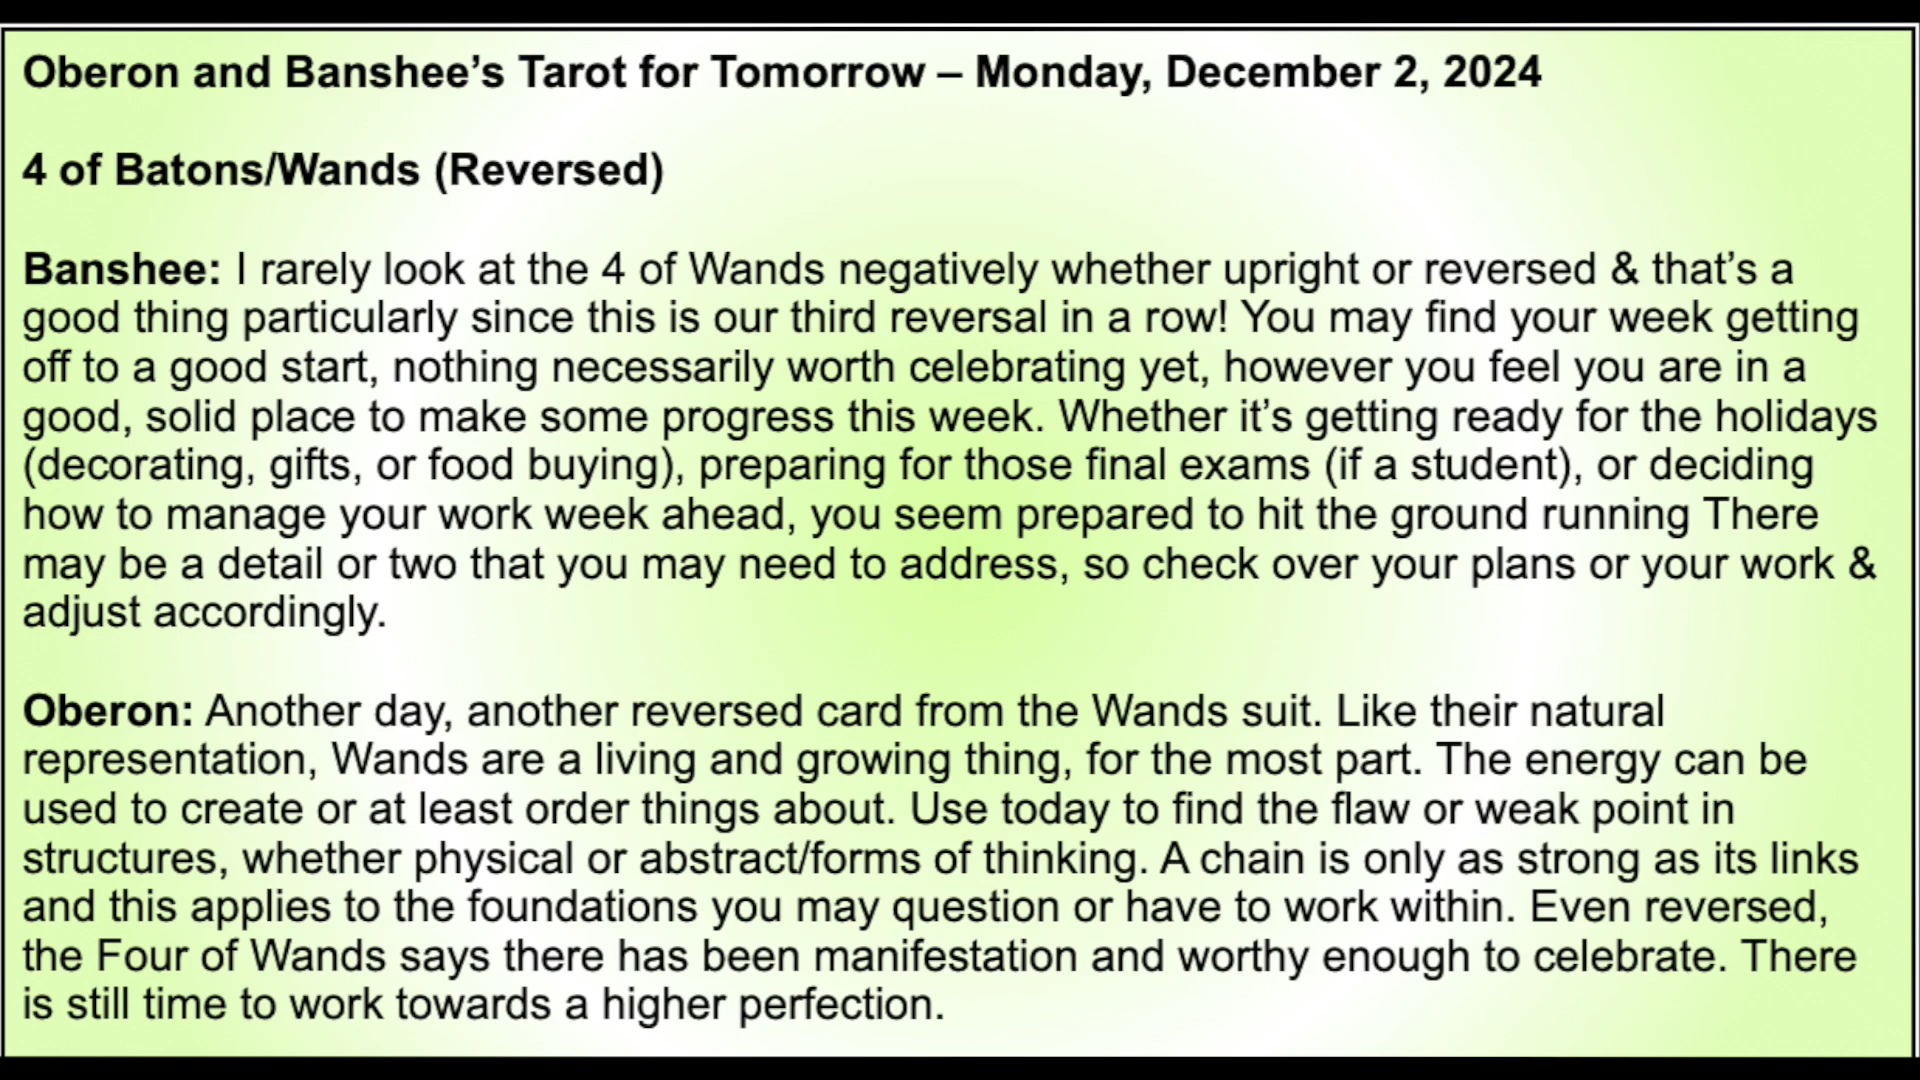 Oberon and Banshee’s Tarot for Tomorrow – Monday, December 2, 2024
4 of Batons/Wands (Reversed)
Banshee: I rarely look at the 4 of Wands negatively whether upright or reversed & that’s a
good thing particularly since this is our third reversal in a row! You may find your week getting
off to a good start, nothing necessarily worth celebrating yet, however you feel you are in a
good, solid place to make some progress this week. Whether it’s getting ready for the holidays
(decorating, gifts, or food buying), preparing for those final exams (if a student), or deciding
how to manage your work week ahead, you seem prepared to hit the ground running There
may be a detail or two that you may need to address, so check over your plans or your work &
adjust accordingly.
Oberon: Another day, another reversed card from the Wands suit. Like their natural
representation, Wands are a living and growing thing, for the most part. The energy can be
used to create or at least order things about. Use today to find the flaw or weak point in
structures, whether physical or abstract/forms of thinking. A chain is only as strong as its links
and this applies to the foundations you may question or have to work within. Even reversed,
the Four of Wands says there has been manifestation and worthy enough to celebrate. There
is still time to work towards a higher perfection.